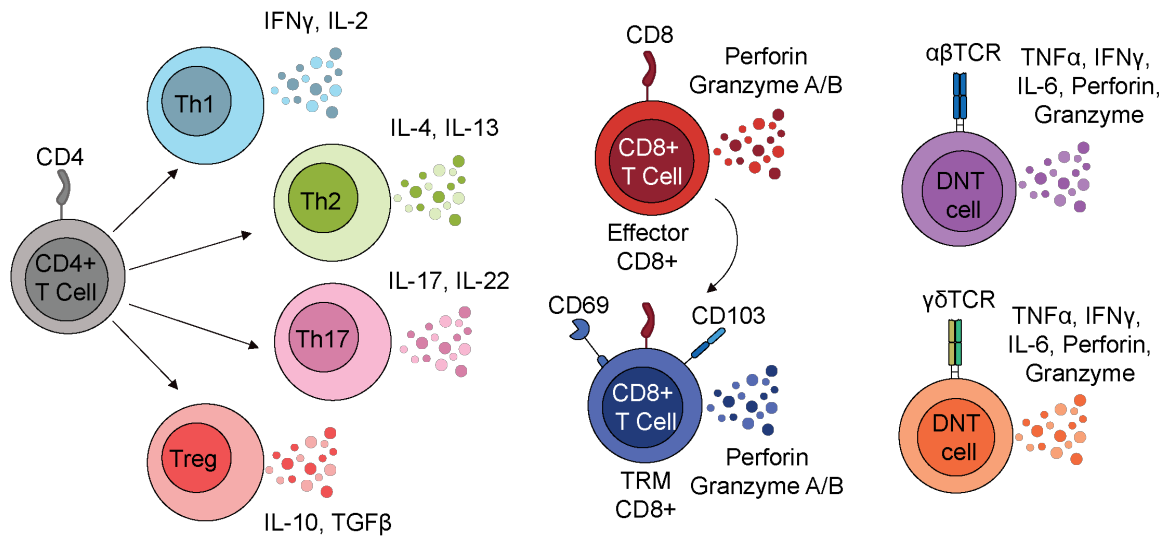 IFNγ, IL-2
Th1
CD4
CD4+
T Cell
IL-4, IL-13
Th2
IL-17, IL-22
Th17
Treg
IL-10, TGFβ
CD8
Perforin
Granzyme A/B
CD8+
T Cell
Effector
CD8+
CD69
CD103
CD8+
T Cell
Perforin
Granzyme A/B
TRM
CD8+
αβTCR
TNFα, IFNγ,
IL-6, Perforin,
Granzyme
DNT
cell
γδTCR
TNFα, IFNγ,
IL-6, Perforin,
Granzyme
DNT
cell